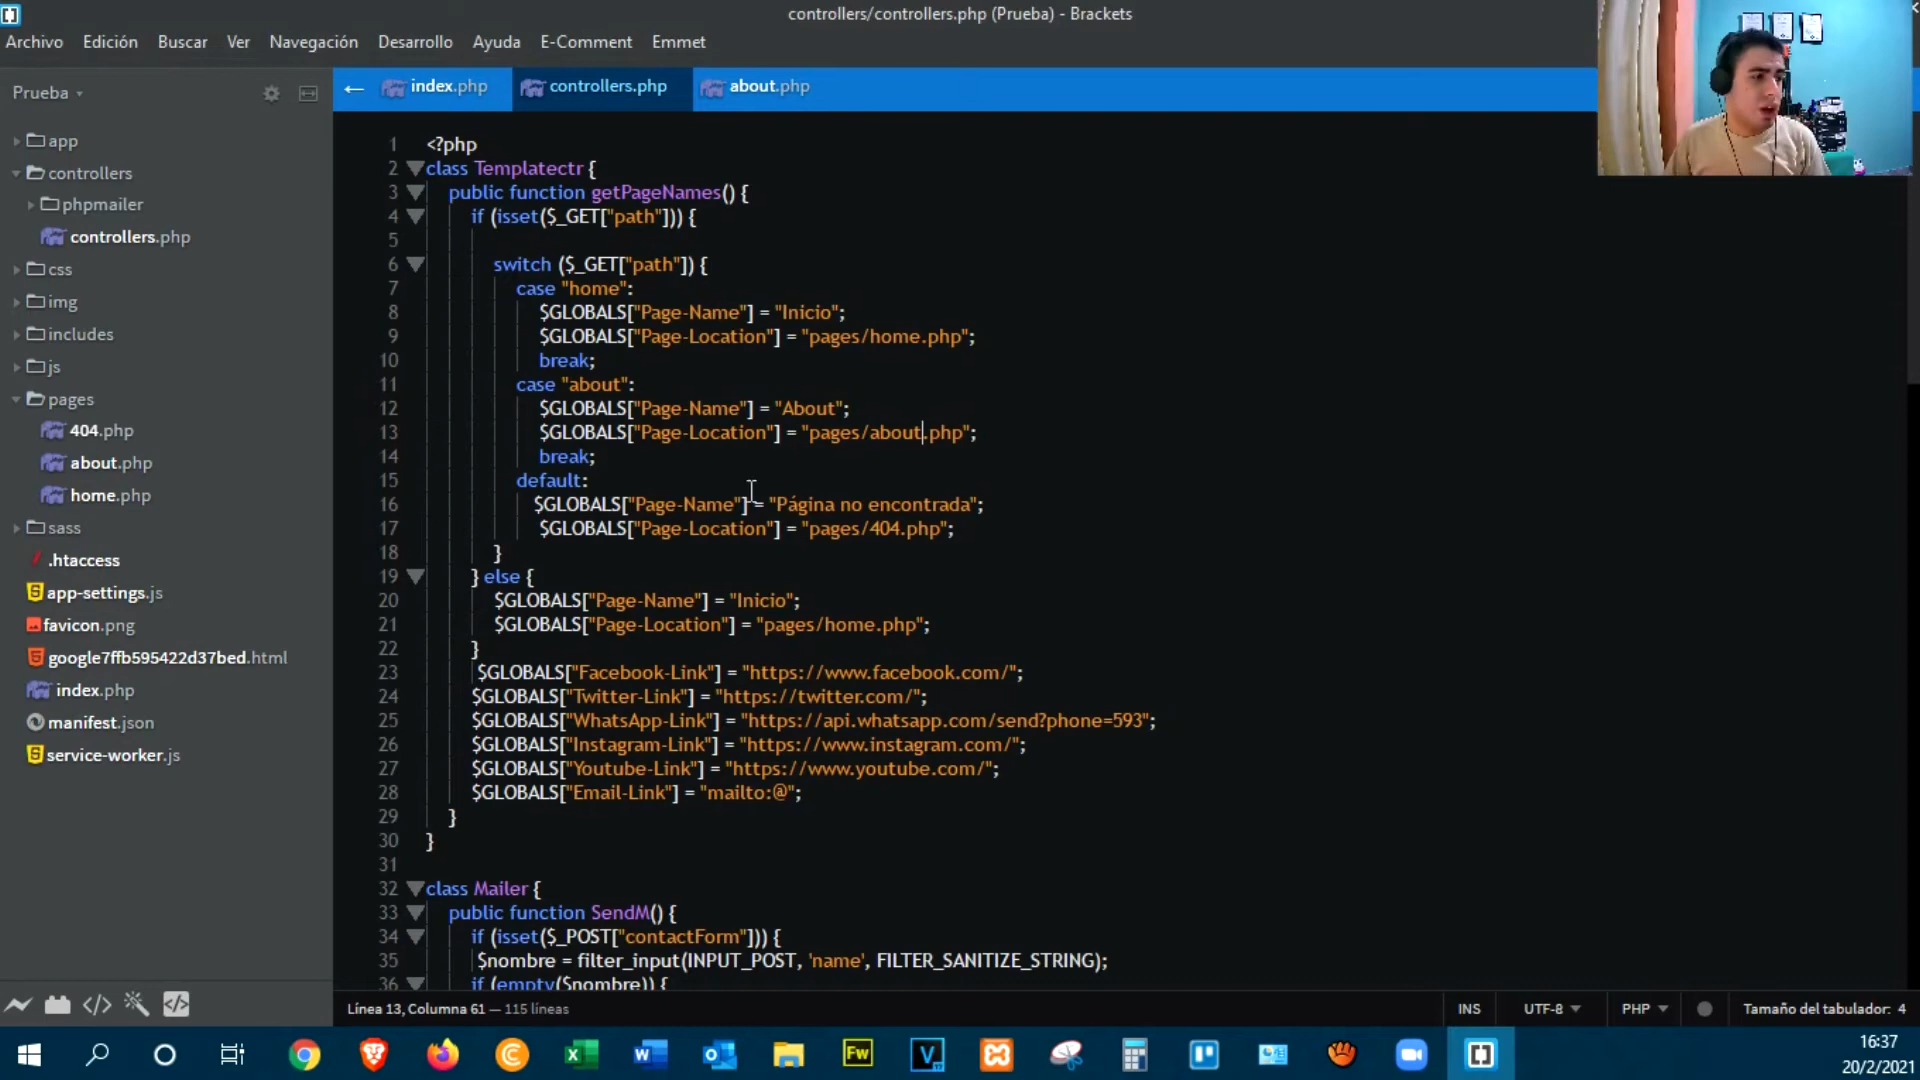 controllers/controllers.php (Prueba) - Brackets
Archivo Edición Buscar Ver Navegación Desarrollo Ayuda E-Commerce Emmet
Prueba
app
controllers
phpmailer
controllers.php
css
img
includes
js
pages
404.php
about.php
home.php
sass
.htaccess
app-settings.js
favicon.png
google7ffb595422d37bed.html
index.php
manifest.json
service-worker.js
index.php controllers.php about.php
1 <?php
2 class Templatectr {
3 public function getPageNames() {
4 if (isset($_GET["path"])) {
5
6 switch ($_GET["path"]) {
7 case "home":
8 $GLOBALS["Page-Name"] = "Inicio";
9 $GLOBALS["Page-Location"] = "pages/home.php";
10 break;
11 case "about":
12 $GLOBALS["Page-Name"] = "About";
13 $GLOBALS["Page-Location"] = "pages/about.php";
14 break;
15 default:
16 $GLOBALS["Page-Name"] = "Página no encontrada";
17 $GLOBALS["Page-Location"] = "pages/404.php";
18 }
19 } else {
20 $GLOBALS["Page-Name"] = "Inicio";
21 $GLOBALS["Page-Location"] = "pages/home.php";
22 }
23 $GLOBALS["Facebook-Link"] = "https://www.facebook.com/";
24 $GLOBALS["Twitter-Link"] = "https://twitter.com/";
25 $GLOBALS["WhatsApp-Link"] = "https://api.whatsapp.com/send?phone=593";
26 $GLOBALS["Instagram-Link"] = "https://www.instagram.com/";
27 $GLOBALS["Youtube-Link"] = "https://www.youtube.com/";
28 $GLOBALS["Email-Link"] = "mailto:@";
29 }
30 }
31
32 class Mailer {
33 public function SendM() {
34 if (isset($_POST["contactForm"])) {
35 $nombre = filter_input(INPUT_POST, 'name', FILTER_SANITIZE_STRING);
36 if (empty($nombre)) {
Línea 13, Columna 61 — 115 líneas
INS UTF-8 PHP Tamaño del tabulador: 4
Fw
16:37
20/2/2021